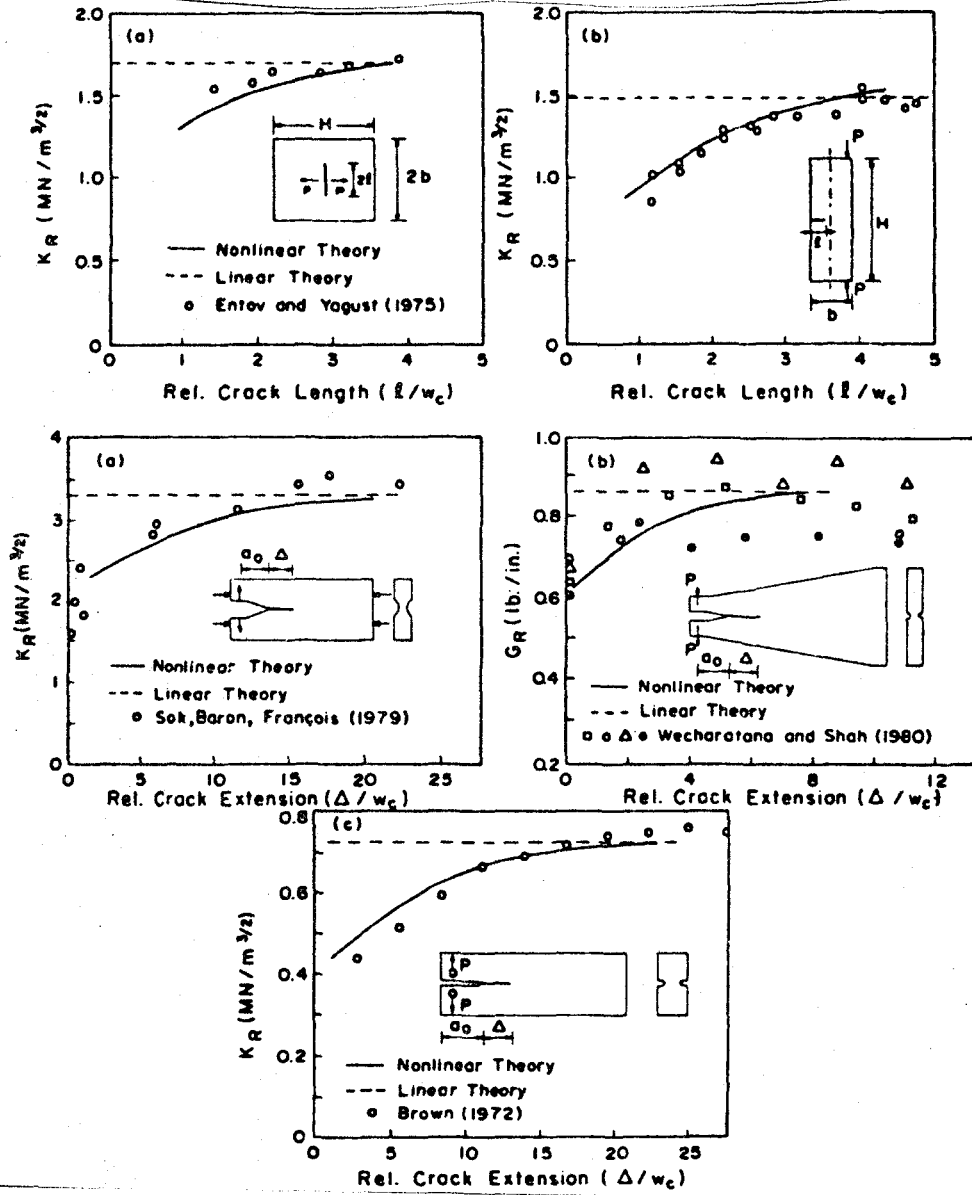 (a)
2.0
1.5
1.0
0.5
0
K_R (MN/m^3/2)
H
P P 2ℓ
2b
Nonlinear Theory
Linear Theory
o Entov and Yagust (1975)
1 2 3 4 5
Rel. Crack Length (ℓ/w_c)
(b)
2.0
1.5
1.0
0.5
0
K_R (MN/m^3/2)
P
H
ℓ
P
b
0 1 2 3 4 5
Rel. Crack Length (ℓ/w_c)
(a)
4
3
2
1
0
K_R (MN/m^3/2)
a_o Δ
Nonlinear Theory
Linear Theory
o Sok, Baron, François (1979)
0 5 10 15 20 25
Rel. Crack Extension (Δ/w_c)
(b)
1.0
0.8
0.6
0.4
0.2
G_R (lb./in.)
P
P
a_o Δ
Nonlinear Theory
Linear Theory
□ o Δ • Wecharatana and Shah (1980)
0 4 8 12
Rel. Crack Extension (Δ/w_c)
(c)
0.8
0.6
0.4
0.2
0
K_R (MN/m^3/2)
P
P
a_o Δ
Nonlinear Theory
Linear Theory
o Brown (1972)
0 5 10 15 20 25
Rel. Crack Extension (Δ/w_c)